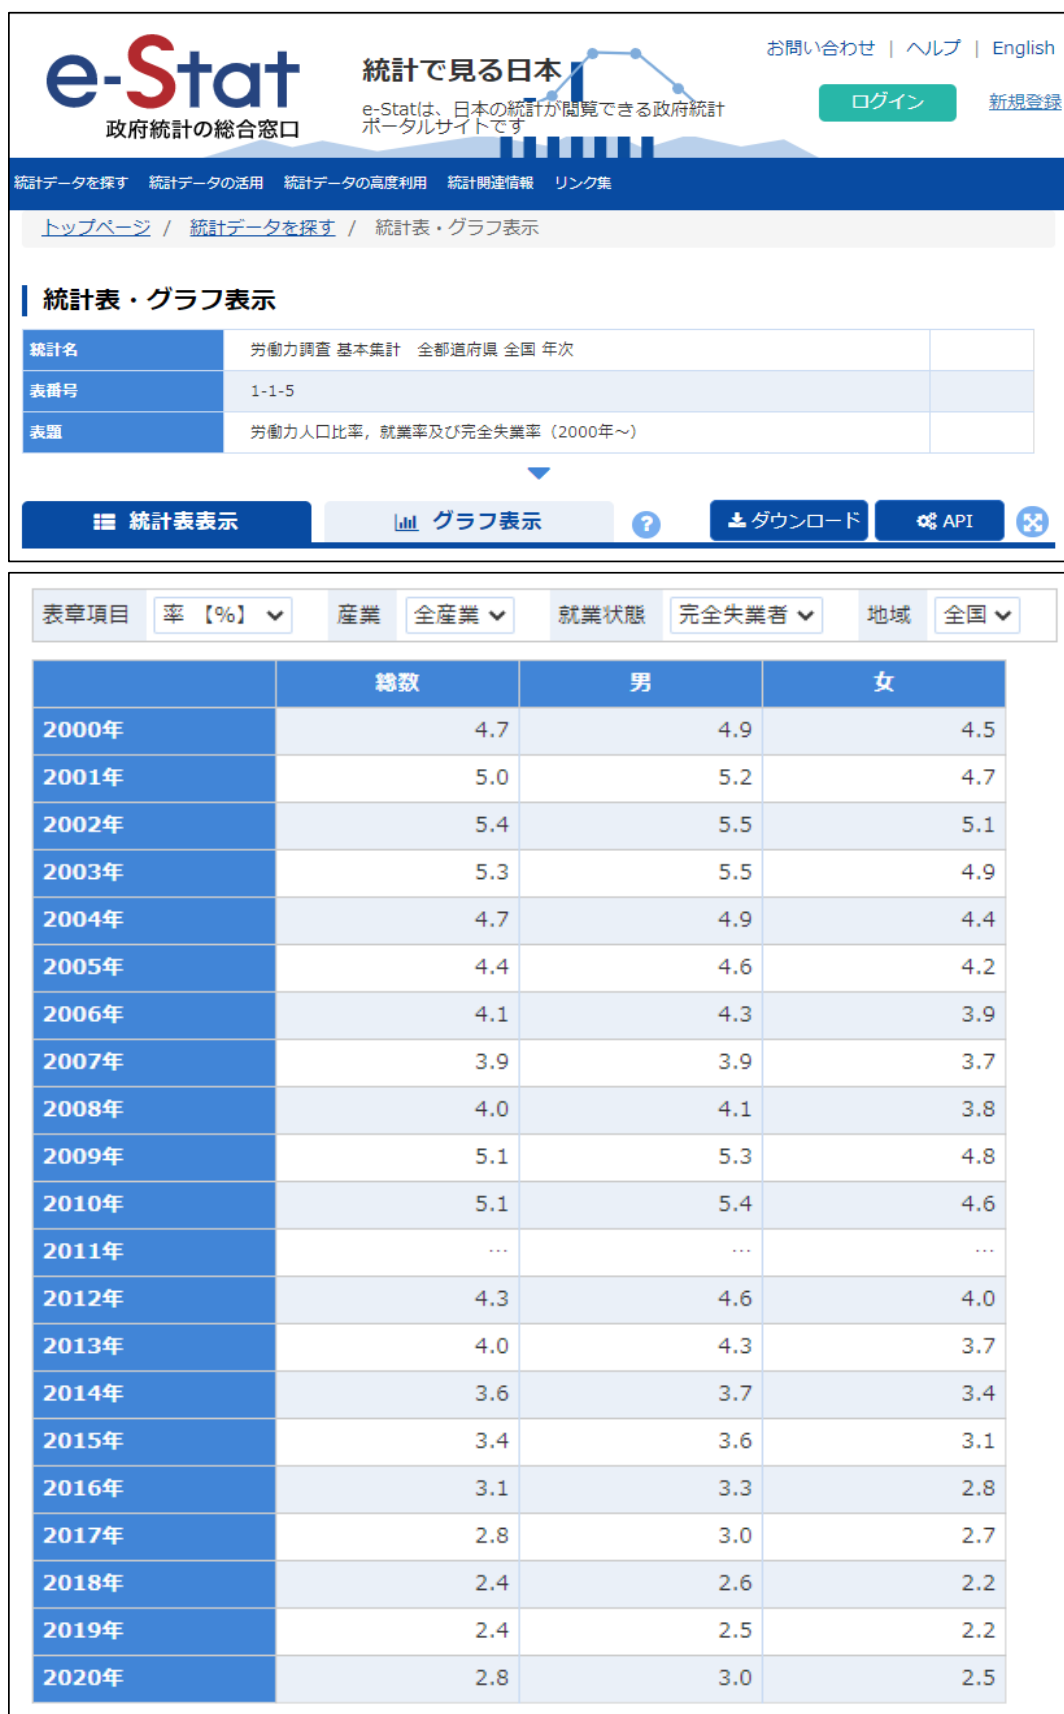 e-Stat
政府統計の総合窓口
統計で見る日本
e-Statは、日本の統計が閲覧できる政府統計
ポータルサイトです
お問い合わせ | ヘルプ | English
ログイン 新規登録
統計データを探す 統計データの活用 統計データの高度利用 統計関連情報 リンク集
トップページ / 統計データを探す / 統計表・グラフ表示
統計表・グラフ表示
統計名 労働力調査 基本集計 全都道府県 全国 年次
表番号 1-1-5
表題 労働力人口比率，就業率及び完全失業率（2000年～）
統計表表示 グラフ表示 ? ダウンロード API
表章項目 率 【%】 産業 全産業 就業状態 完全失業者 地域 全国
総数 男 女
2000年 4.7 4.9 4.5
2001年 5.0 5.2 4.7
2002年 5.4 5.5 5.1
2003年 5.3 5.5 4.9
2004年 4.7 4.9 4.4
2005年 4.4 4.6 4.2
2006年 4.1 4.3 3.9
2007年 3.9 3.9 3.7
2008年 4.0 4.1 3.8
2009年 5.1 5.3 4.8
2010年 5.1 5.4 4.6
2011年 … … …
2012年 4.3 4.6 4.0
2013年 4.0 4.3 3.7
2014年 3.6 3.7 3.4
2015年 3.4 3.6 3.1
2016年 3.1 3.3 2.8
2017年 2.8 3.0 2.7
2018年 2.4 2.6 2.2
2019年 2.4 2.5 2.2
2020年 2.8 3.0 2.5